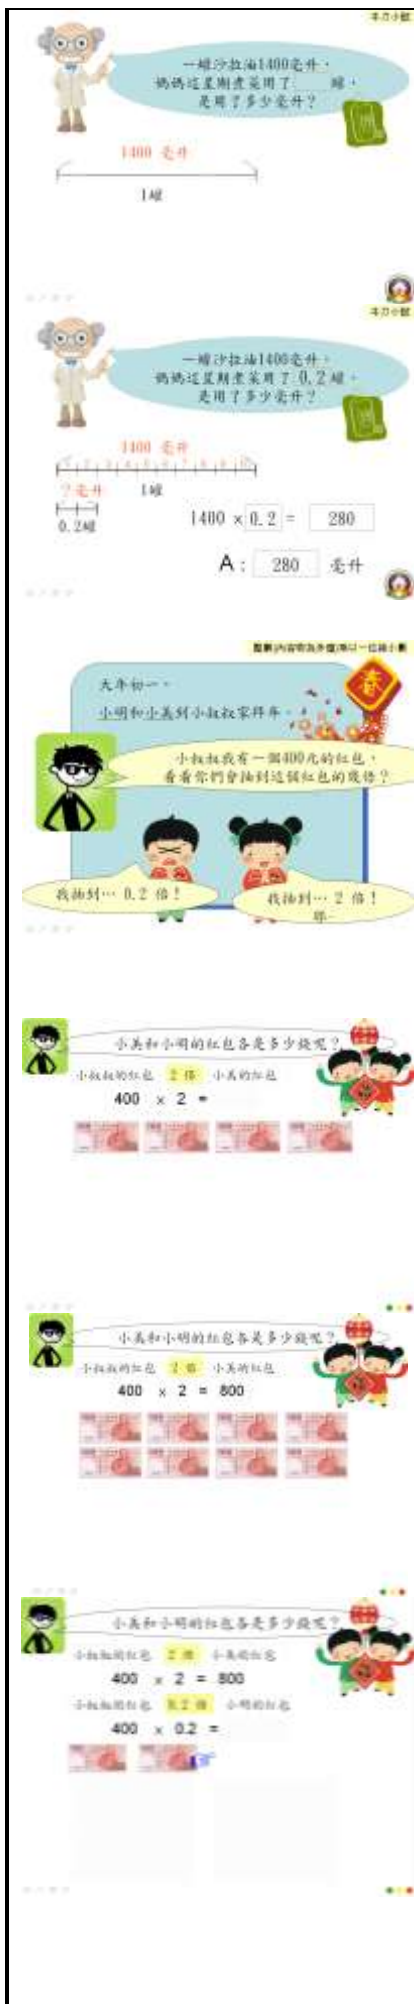 牛刀小試
一罐沙拉油1400毫升，
媽媽這星期煮菜用了 罐，
是用了多少毫升？
1400 毫升
1罐
牛刀小試
一罐沙拉油1400毫升，
媽媽這星期煮菜用了 0.2 罐，
是用了多少毫升？
1400 毫升
? 毫升
1罐
0.2罐
1400 × 0.2 = 280
A： 280 毫升
大年初一，
小明和小美到小叔叔家拜年。
春
小叔叔我有一個400元的紅包，
看看你們會抽到這個紅包的幾倍？
我抽到… 0.2 倍！
我抽到… 2 倍！
耶
小美和小明的紅包各是多少錢呢？
小叔叔的紅包 2 倍 小美的紅包
400 × 2 =
小美和小明的紅包各是多少錢呢？
小叔叔的紅包 2 倍 小美的紅包
400 × 2 = 800
小美和小明的紅包各是多少錢呢？
小叔叔的紅包 2 倍 小美的紅包
400 × 2 = 800
小叔叔的紅包 0.2 倍 小明的紅包
400 × 0.2 =